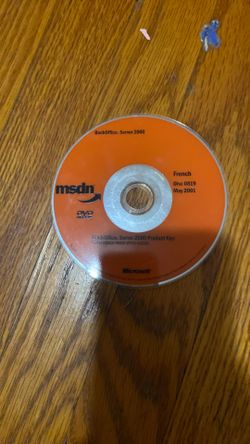 BackOffice. Server 2000
French
Disc 0819
May 2001
msdn
DVD
BackOffice. Server 2000 Product Key
Microsoft